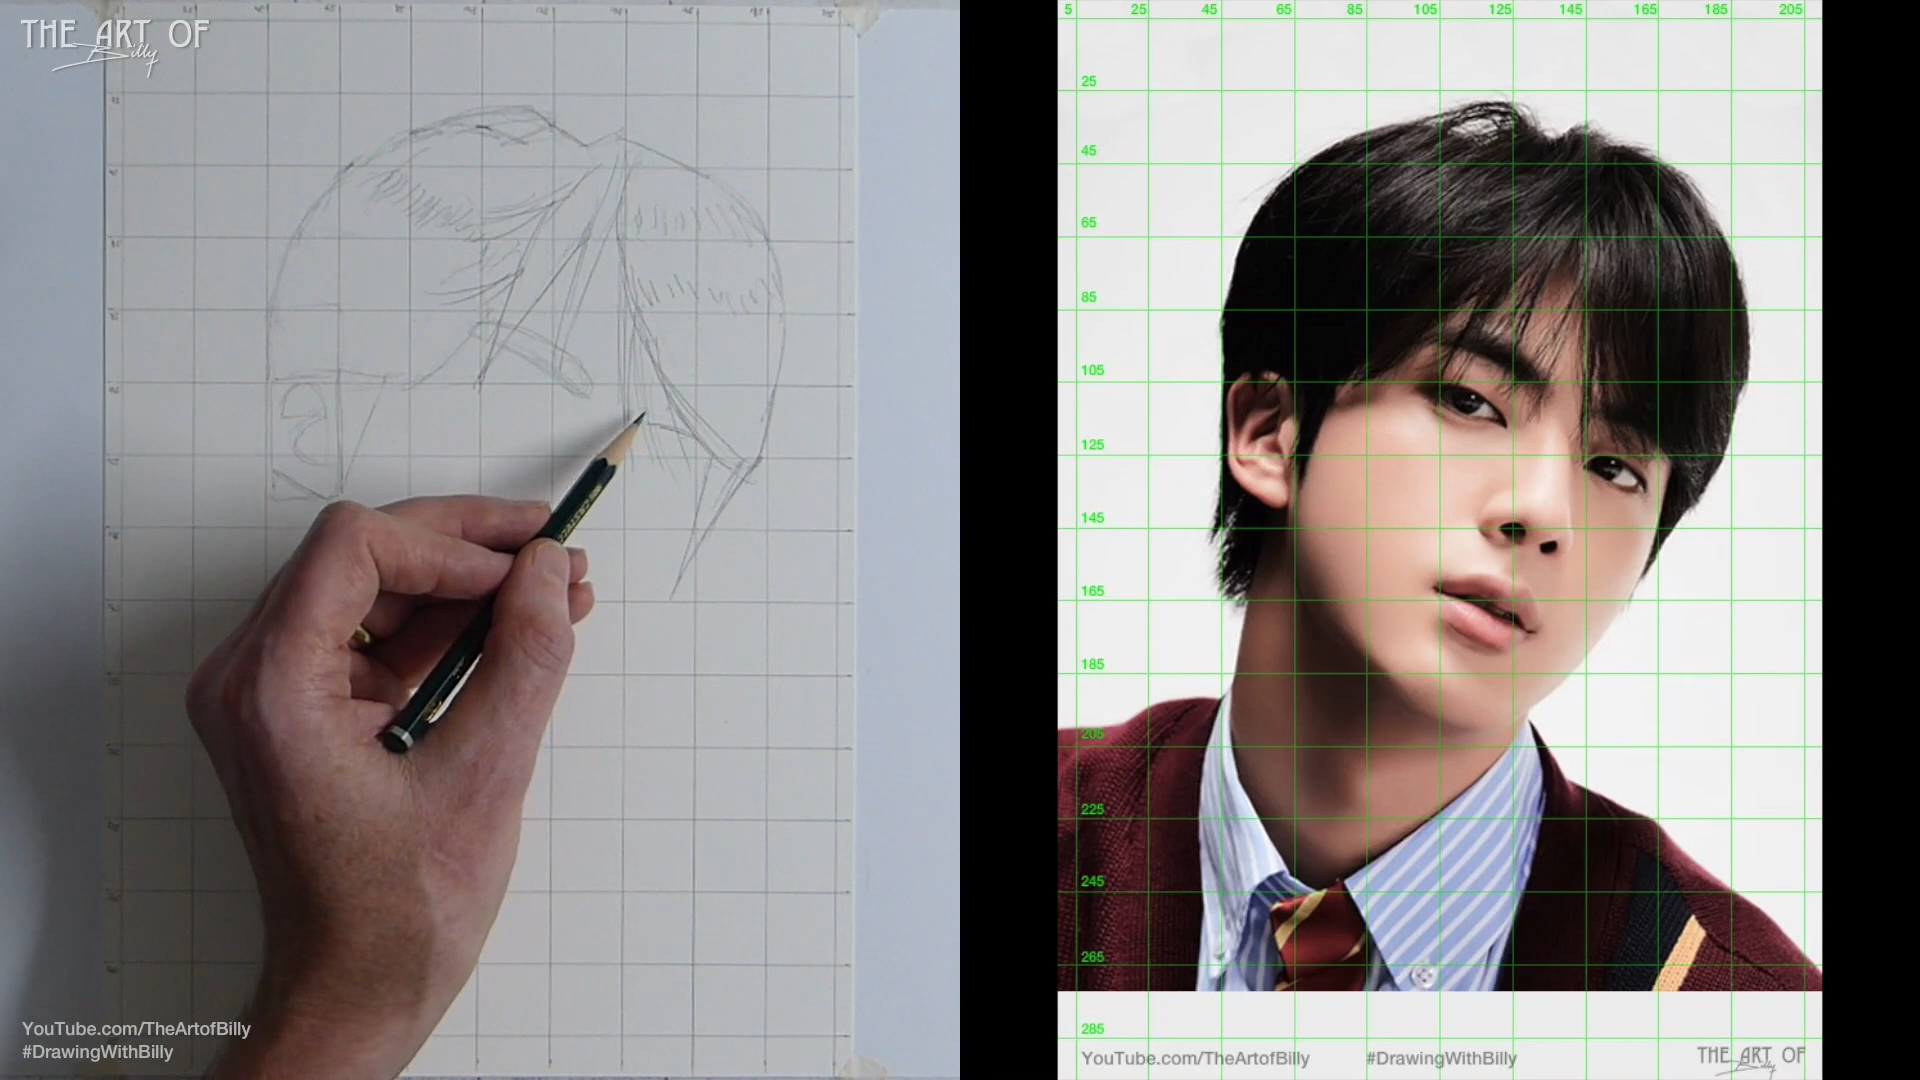 THE ART OF
Billy
YouTube.com/TheArtofBilly
#DrawingWithBilly
5 25 45 65 85 105 125 145 165 185 205
25
45
65
85
105
125
145
165
185
205
225
245
265
285
YouTube.com/TheArtofBilly #DrawingWithBilly THE ART OF
Billy